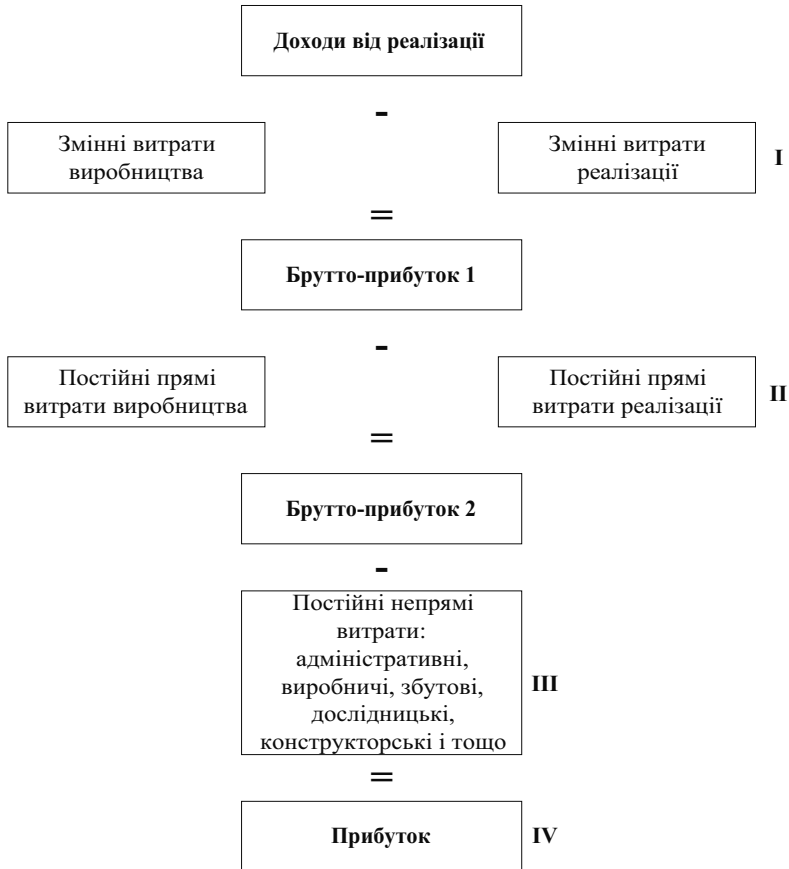 Доходи від реалізації
-
Змінні витрати
виробництва
Змінні витрати
реалізації
I
=
Брутто-прибуток 1
-
Постійні прямі
витрати виробництва
Постійні прямі
витрати реалізації
II
=
Брутто-прибуток 2
-
Постійні непрямі
витрати:
адміністративні,
виробничі, збутові,
дослідницькі,
конструкторські і тощо
III
=
Прибуток
IV